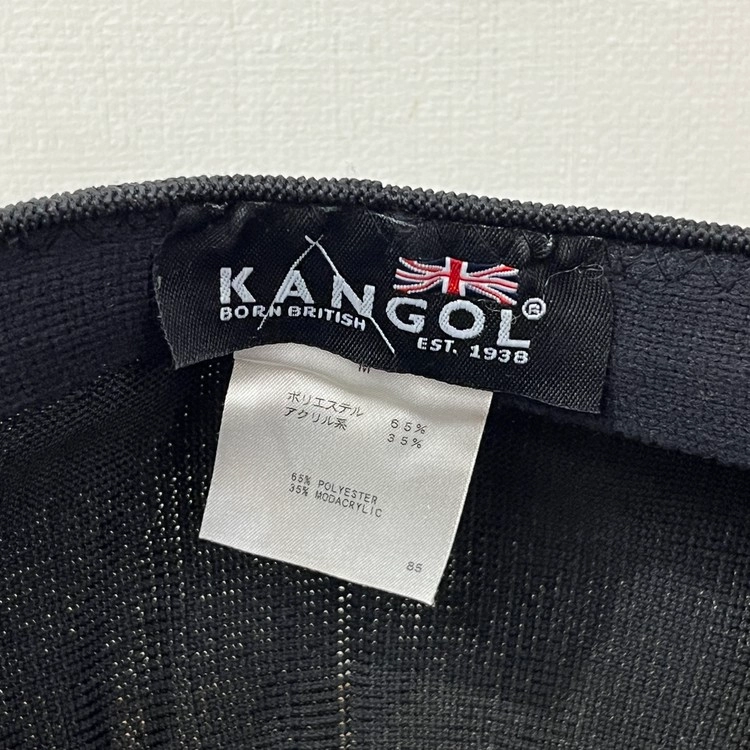 KANGOL®
BORN BRITISH
EST. 1938
M
ポリエステル 65%
アクリル系 35%
65% POLYESTER
35% MODACRYLIC
85